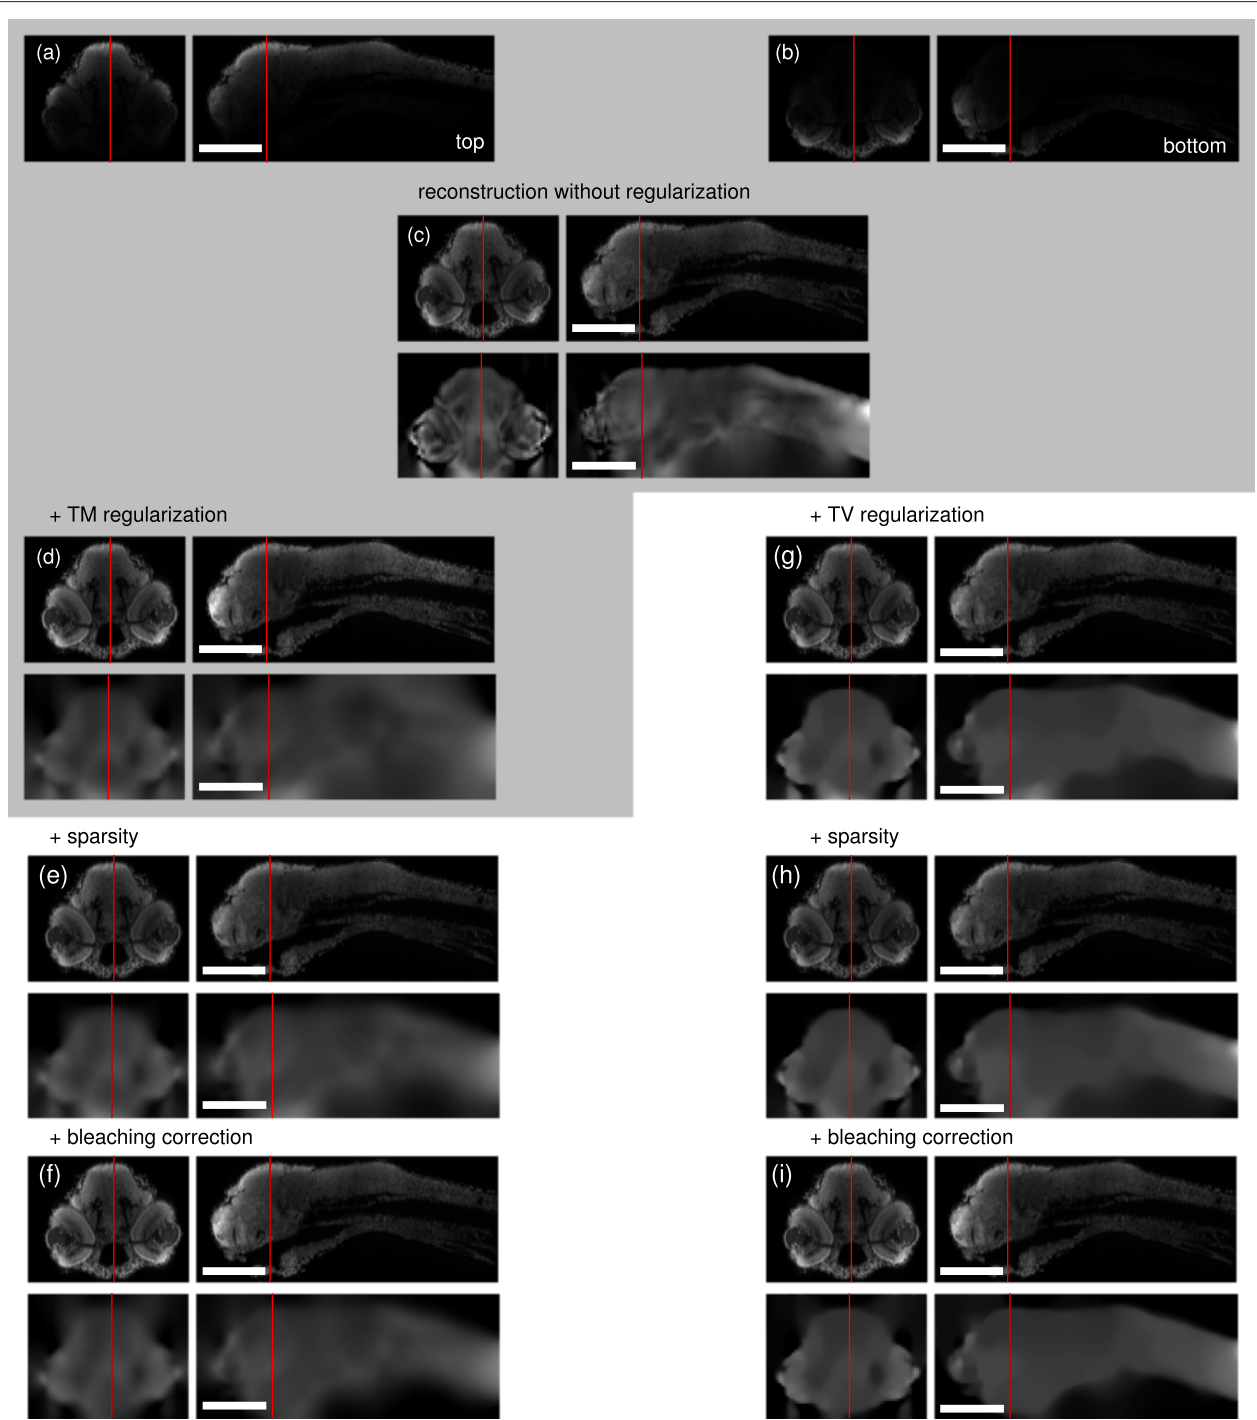 (a)
top
(b)
bottom
reconstruction without regularization
(c)
+ TM regularization
(d)
+ TV regularization
(g)
+ sparsity
(e)
+ sparsity
(h)
+ bleaching correction
(f)
+ bleaching correction
(i)